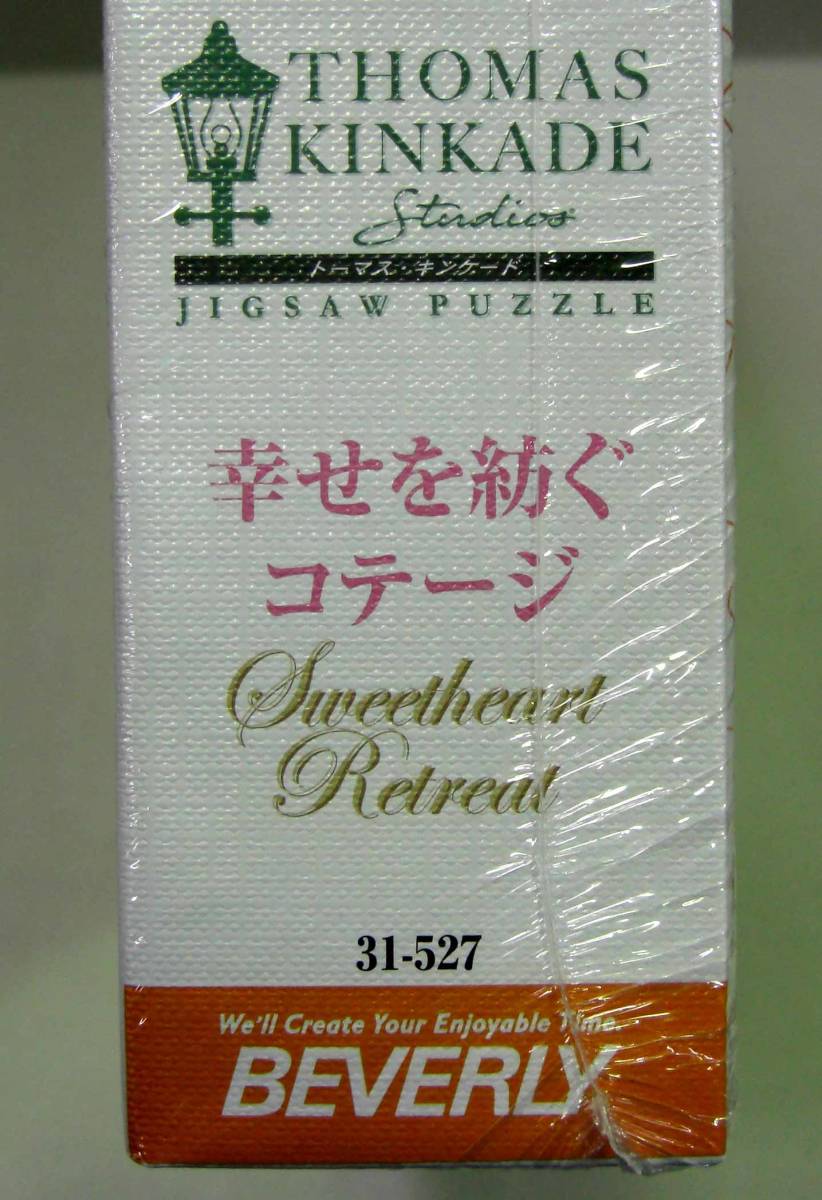 THOMAS
KINKADE
Studios
トーマス・キンケード
JIGSAW PUZZLE
幸せを紡ぐ
コテージ
Sweetheart
Retreat
31-527
We'll Create Your Enjoyable Time.
BEVERLY